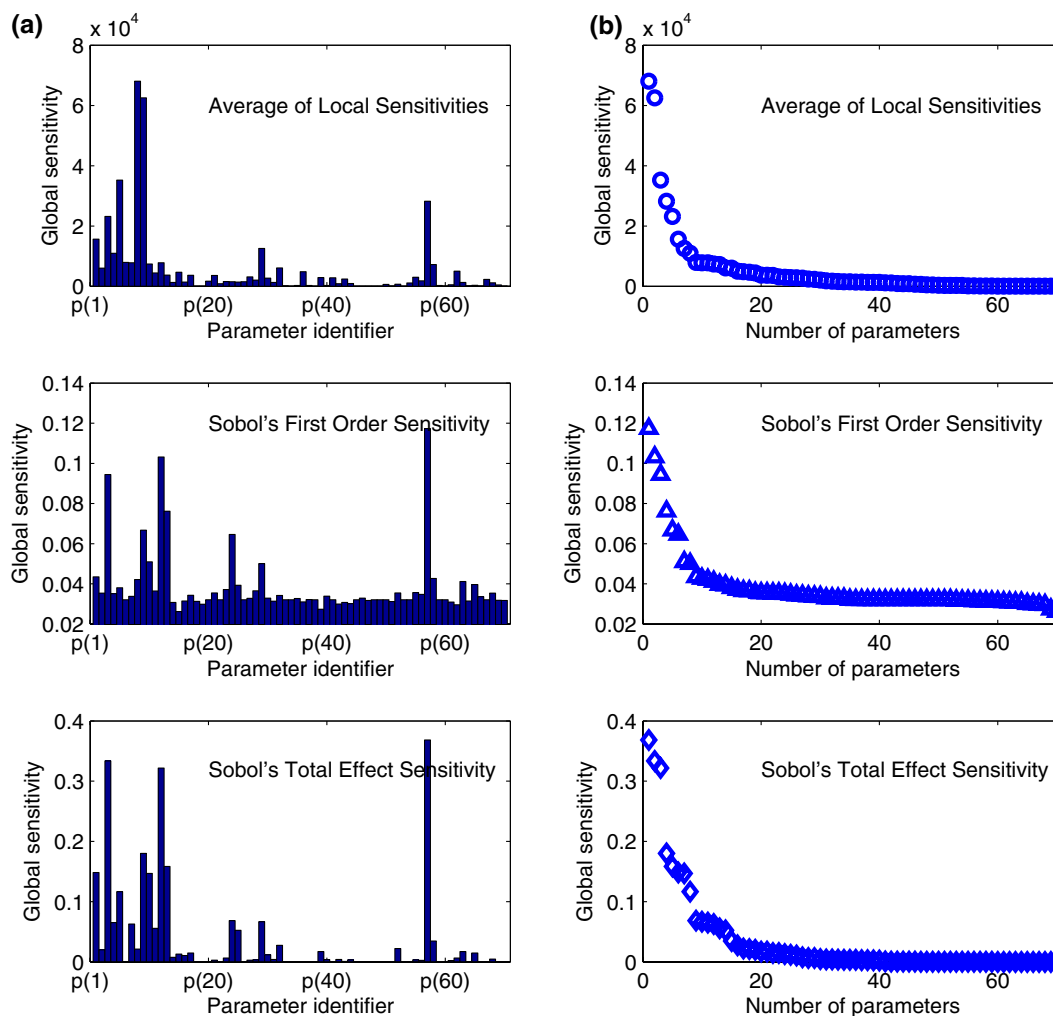 (a)
x 10^4
8
6
4
2
0
Global sensitivity
Average of Local Sensitivities
p(1) p(20) p(40) p(60)
Parameter identifier
(b)
x 10^4
8
6
4
2
0
Global sensitivity
Average of Local Sensitivities
0 20 40 60
Number of parameters
0.14
0.12
0.1
0.08
0.06
0.04
0.02
Global sensitivity
Sobol's First Order Sensitivity
p(1) p(20) p(40) p(60)
Parameter identifier
0.14
0.12
0.1
0.08
0.06
0.04
0.02
Global sensitivity
Sobol's First Order Sensitivity
0 20 40 60
Number of parameters
0.4
0.3
0.2
0.1
0
Global sensitivity
Sobol's Total Effect Sensitivity
p(1) p(20) p(40) p(60)
Parameter identifier
0.4
0.3
0.2
0.1
0
Global sensitivity
Sobol's Total Effect Sensitivity
0 20 40 60
Number of parameters